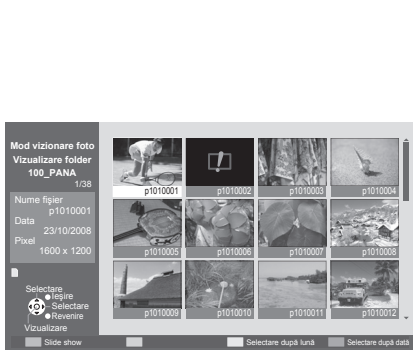 Mod vizionare foto
Vizualizare folder
100_PANA
1/38
Nume fişier
p1010001
Data
23/10/2008
Pixel
1600 x 1200
Selectare
Ieşire
Selectare
Revenire
Vizualizare
p1010001 p1010002 p1010003 p1010004
p1010005 p1010006 p1010007 p1010008
p1010009 p1010010 p1010011 p1010012
Slide show Selectare după lună Selectare după dată